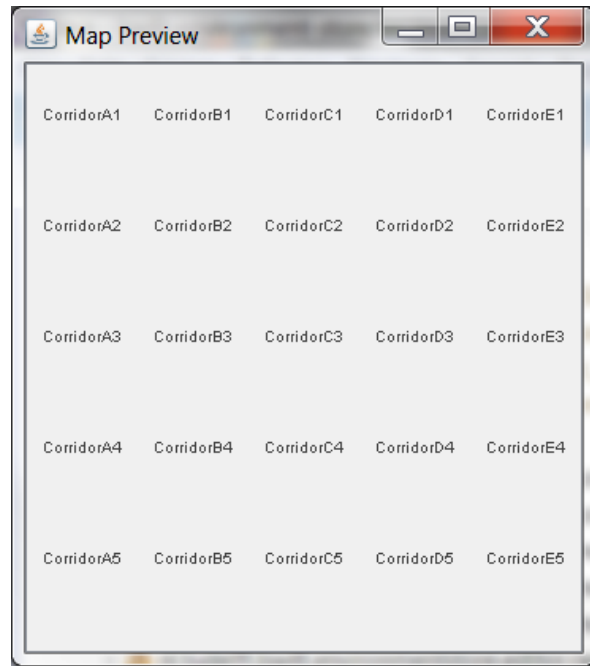 Map Preview
CorridorA1 CorridorB1 CorridorC1 CorridorD1 CorridorE1
CorridorA2 CorridorB2 CorridorC2 CorridorD2 CorridorE2
CorridorA3 CorridorB3 CorridorC3 CorridorD3 CorridorE3
CorridorA4 CorridorB4 CorridorC4 CorridorD4 CorridorE4
CorridorA5 CorridorB5 CorridorC5 CorridorD5 CorridorE5